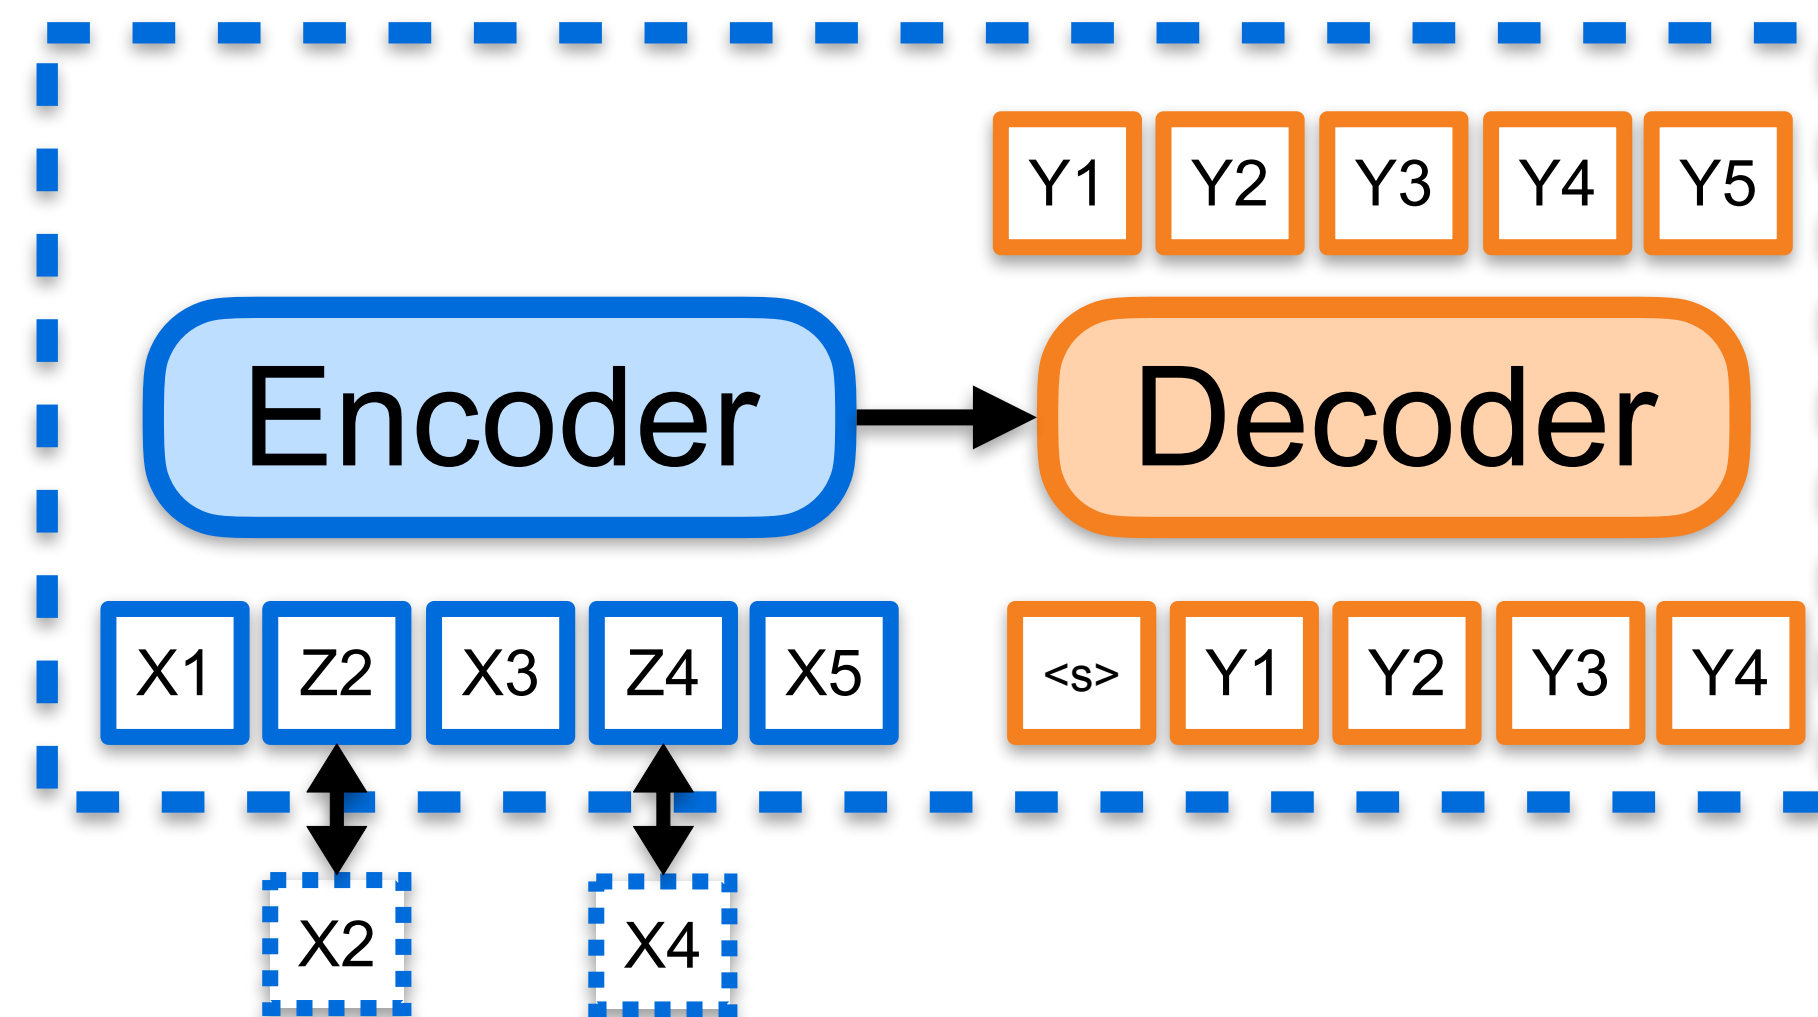 Y1 Y2 Y3 Y4 Y5
Encoder Decoder
X1 Z2 X3 Z4 X5 <s> Y1 Y2 Y3 Y4
X2 X4